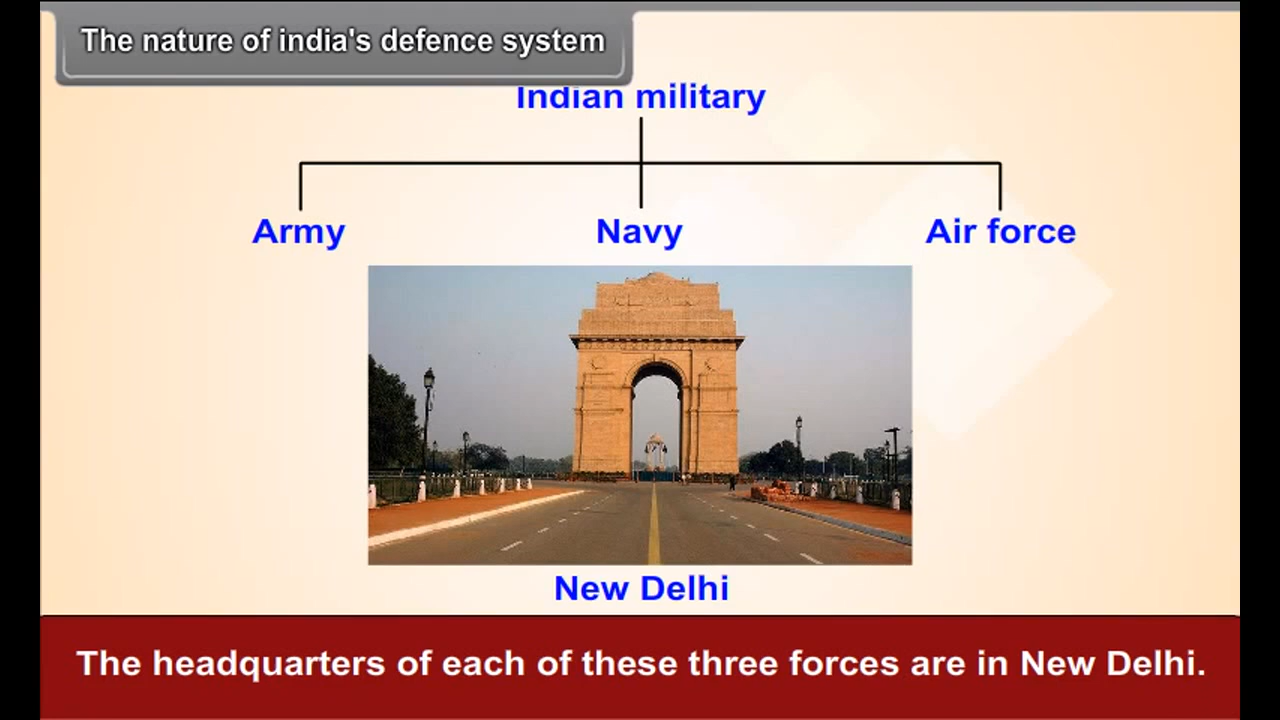 The nature of india's defence system
Indian military
Army Navy Air force
New Delhi
The headquarters of each of these three forces are in New Delhi.